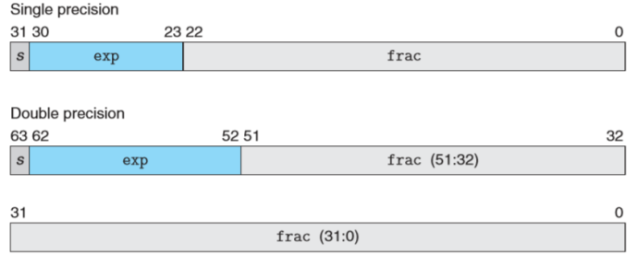 Single precision
31 30 23 22 0
s exp frac
Double precision
63 62 52 51 32
s exp frac (51:32)
31 0
frac (31:0)